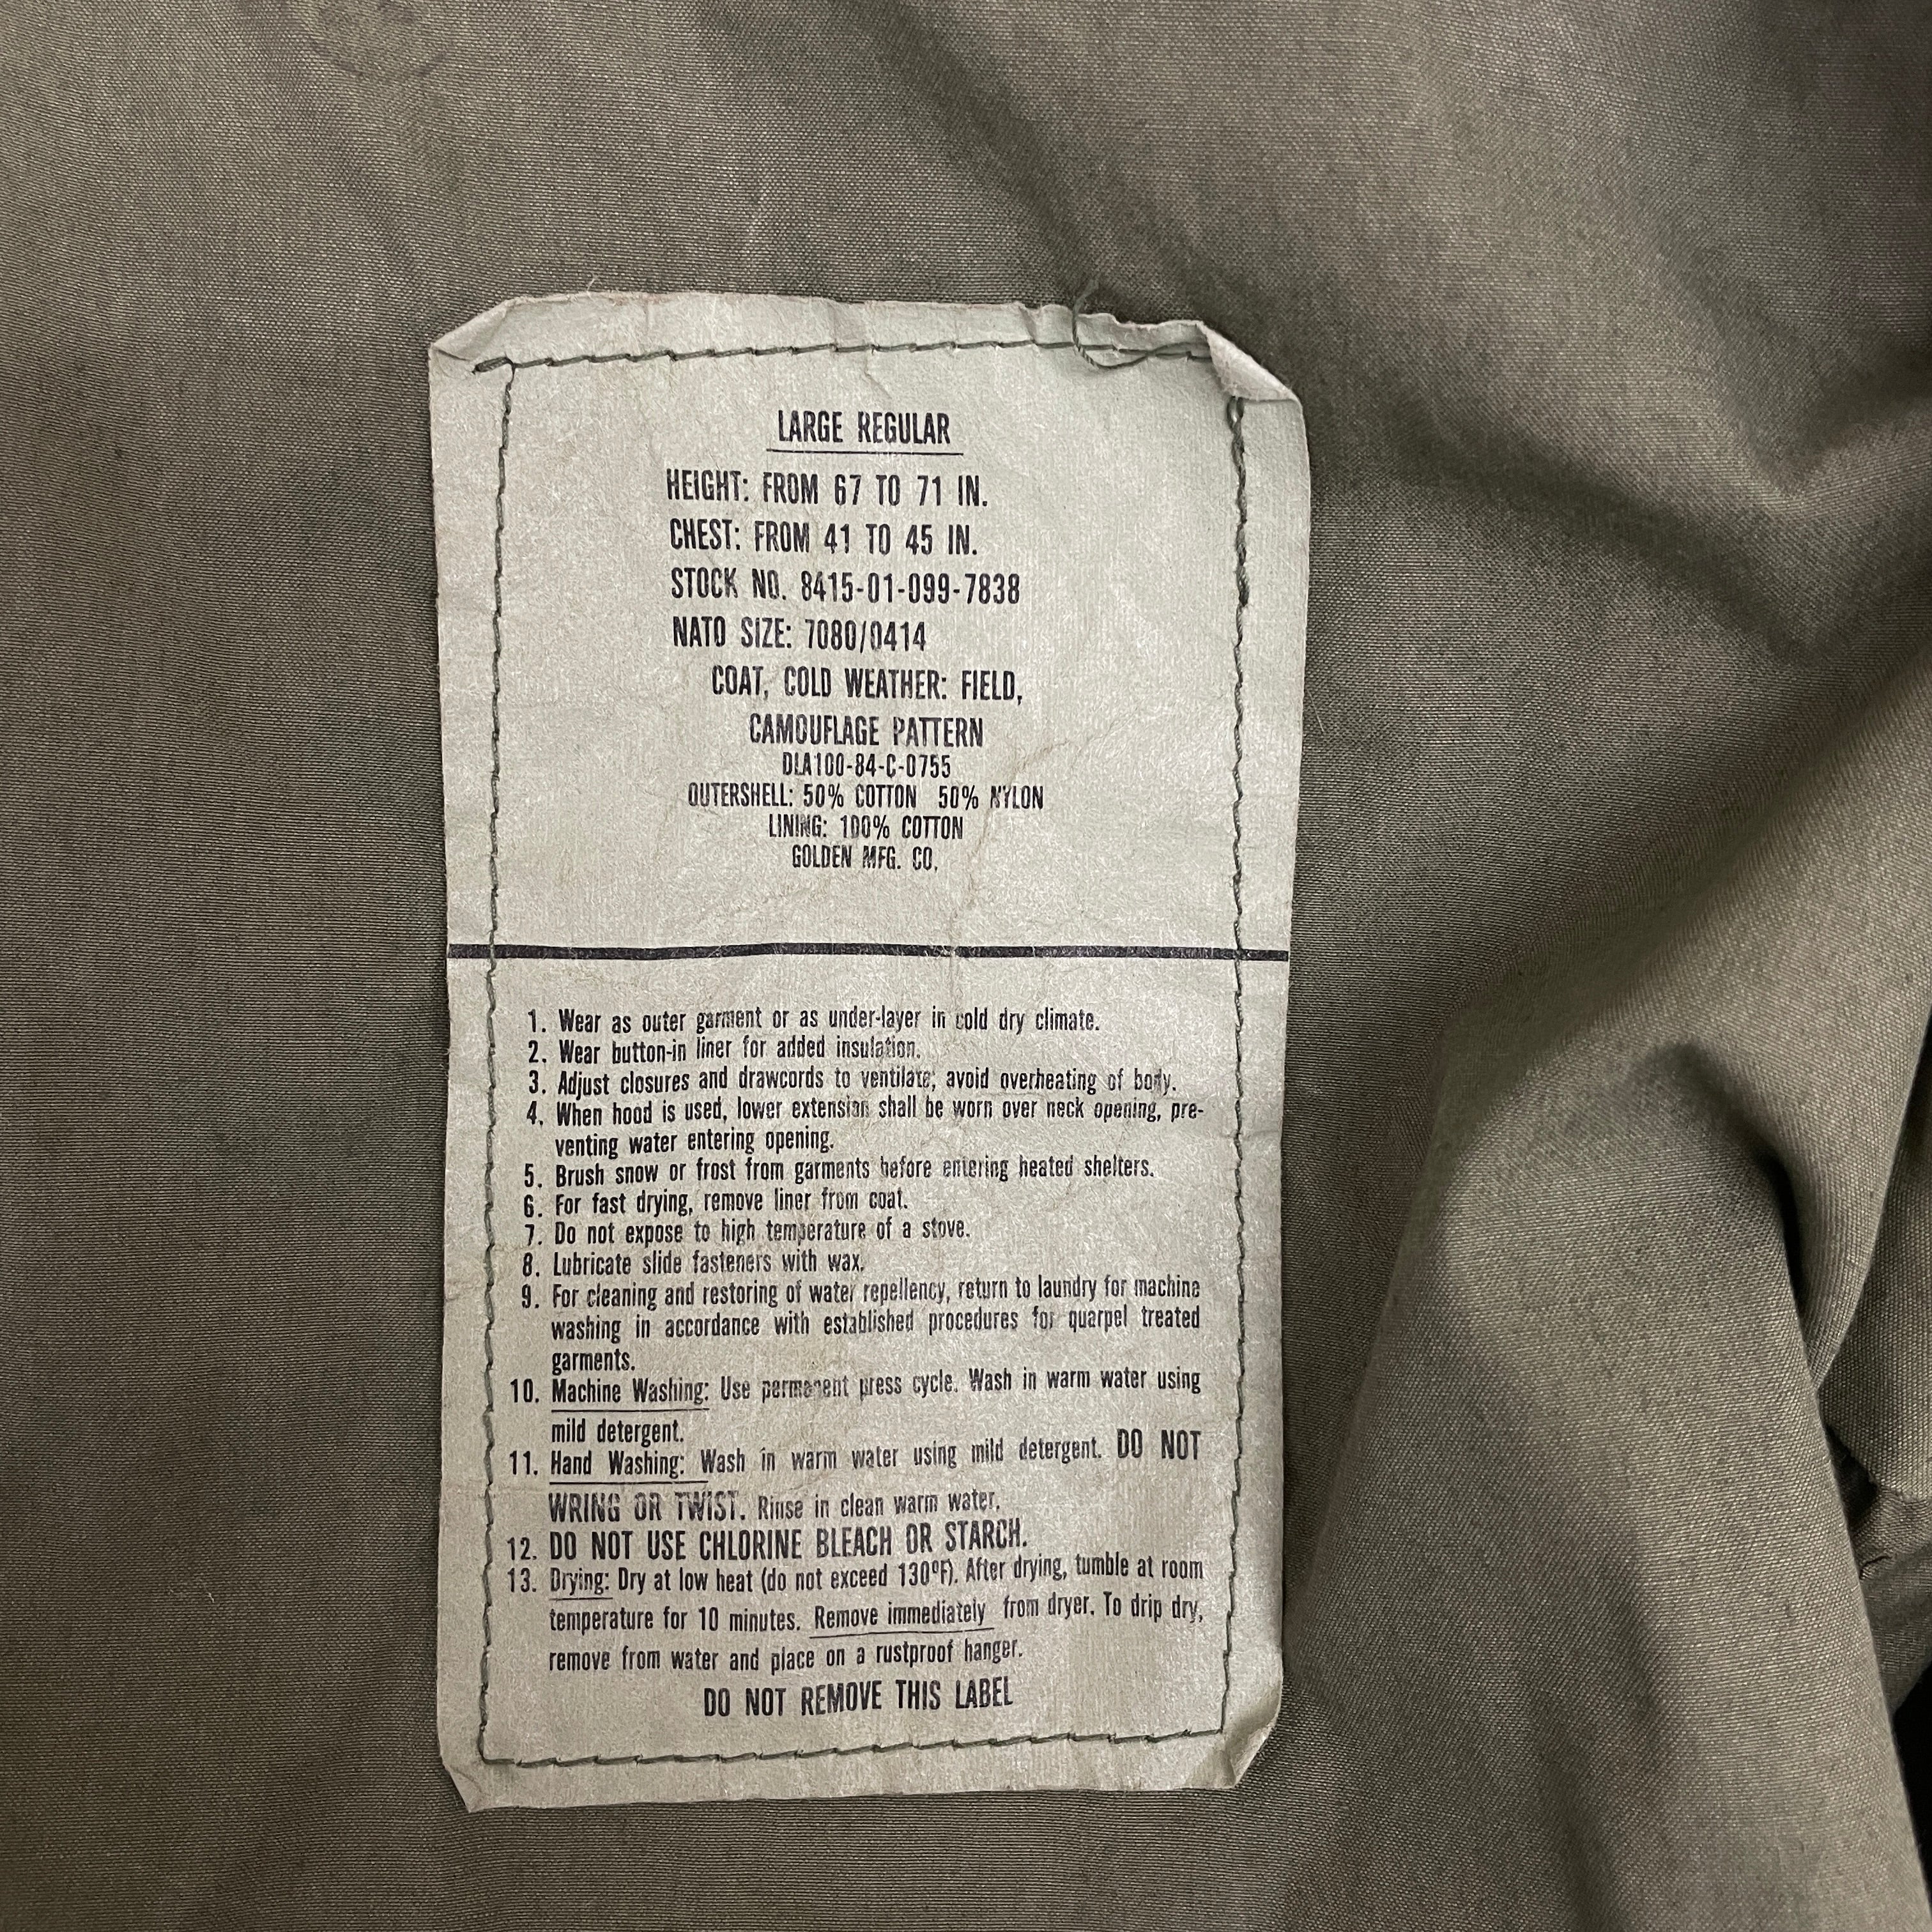 LARGE REGULAR
HEIGHT: FROM 67 TO 71 IN.
CHEST: FROM 41 TO 45 IN.
STOCK NO. 8415-01-099-7838
NATO SIZE: 7080/0414
COAT, COLD WEATHER: FIELD,
CAMOUFLAGE PATTERN
DLA100-84-C-0755
OUTERSHELL: 50% COTTON 50% NYLON
LINING: 100% COTTON
GOLDEN MFG. CO.
1. Wear as outer garment or as under-layer in cold dry climate.
2. Wear button-in liner for added insulation.
3. Adjust closures and drawcords to ventilate; avoid overheating of body.
4. When hood is used, lower extension shall be worn over neck opening, pre-
venting water entering opening.
5. Brush snow or frost from garments before entering heated shelters.
6. For fast drying, remove liner from coat.
7. Do not expose to high temperature of a stove.
8. Lubricate slide fasteners with wax.
9. For cleaning and restoring of water repellency, return to laundry for machine
washing in accordance with established procedures for quarpel treated
garments.
10. Machine Washing: Use permanent press cycle. Wash in warm water using
mild detergent.
11. Hand Washing: Wash in warm water using mild detergent. DO NOT
WRING OR TWIST. Rinse in clean warm water.
12. DO NOT USE CHLORINE BLEACH OR STARCH.
13. Drying: Dry at low heat (do not exceed 130ºF). After drying, tumble at room
temperature for 10 minutes. Remove immediately from dryer. To drip dry,
remove from water and place on a rustproof hanger.
DO NOT REMOVE THIS LABEL